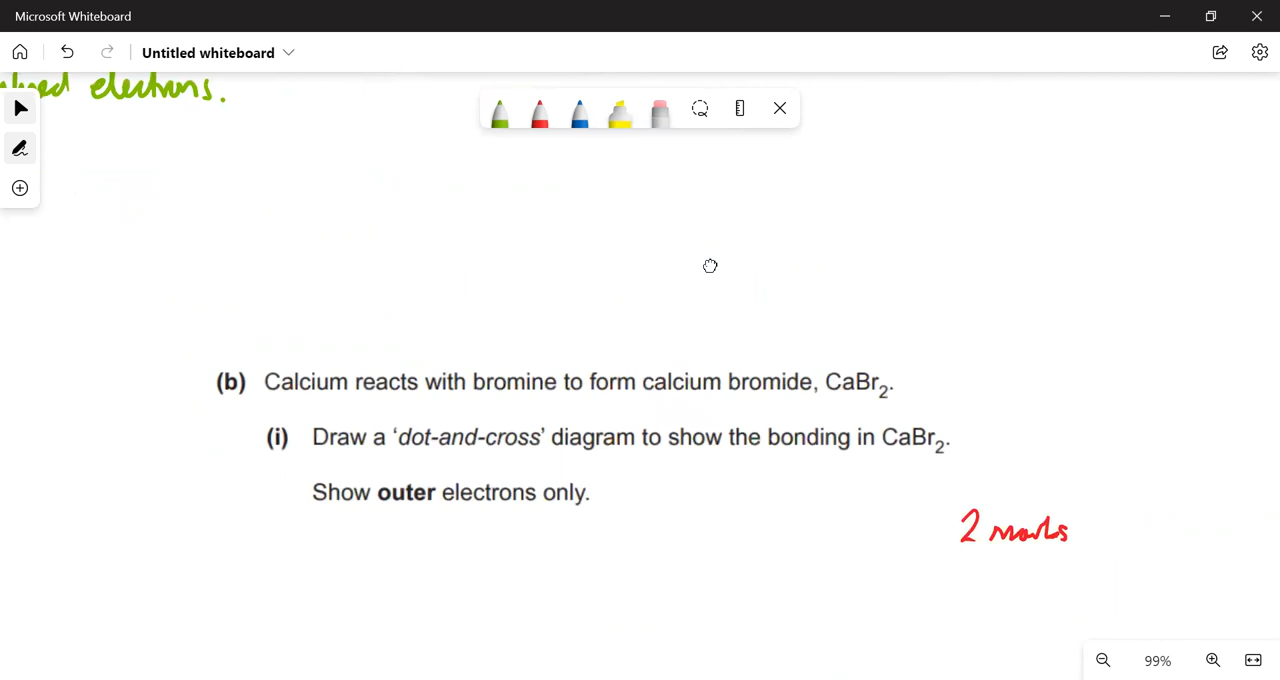 Microsoft Whiteboard
Untitled whiteboard
electrons.
(b) Calcium reacts with bromine to form calcium bromide, CaBr₂.
(i) Draw a ‘dot-and-cross’ diagram to show the bonding in CaBr₂.
Show outer electrons only.
2 marks
99%